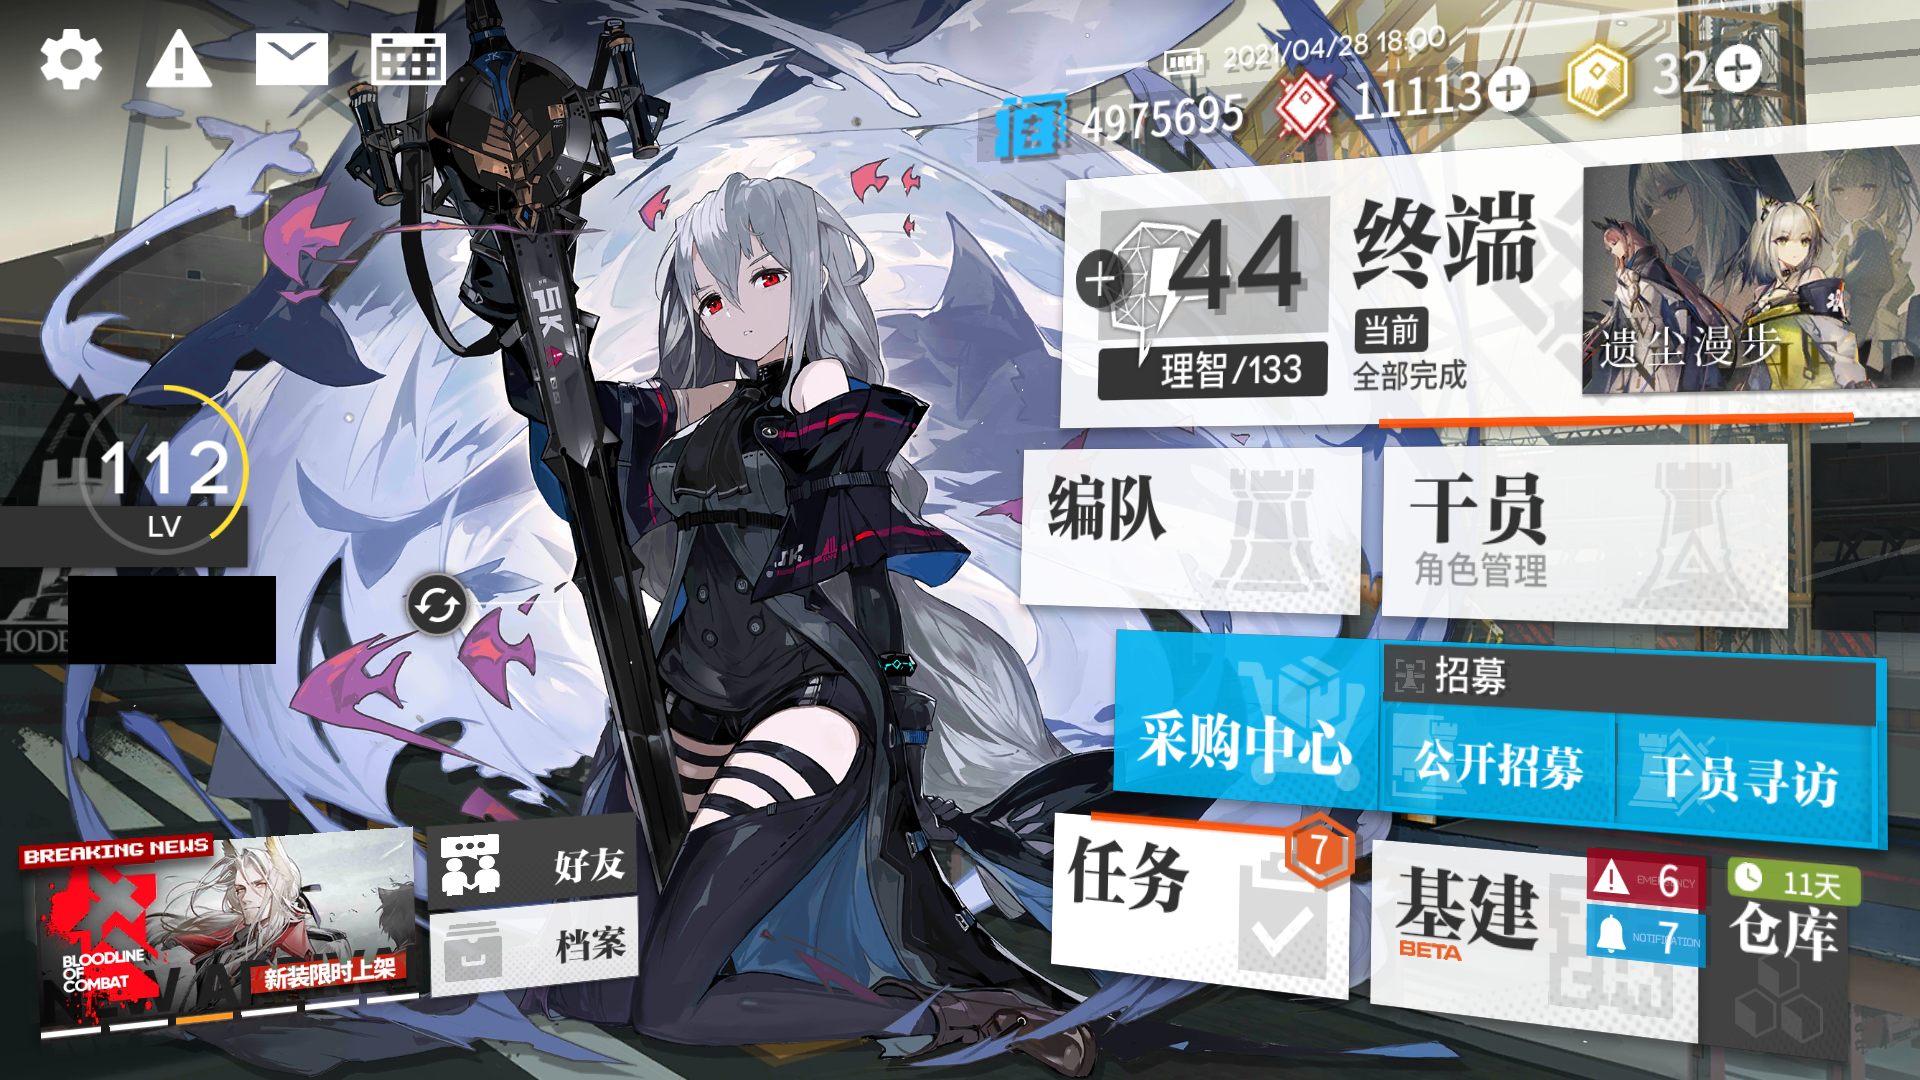 2021/04/28 18:00
4975695
11113
32
44
理智/133
终端
当前
全部完成
遗尘漫步
112
LV
编队
干员
角色管理
采购中心
招募
公开招募
干员寻访
BREAKING NEWS
BLOODLINE
OF
COMBAT
新装限时上架
好友
档案
任务
7
基建
BETA
EMERGENCY
6
NOTIFICATION
7
11天
仓库